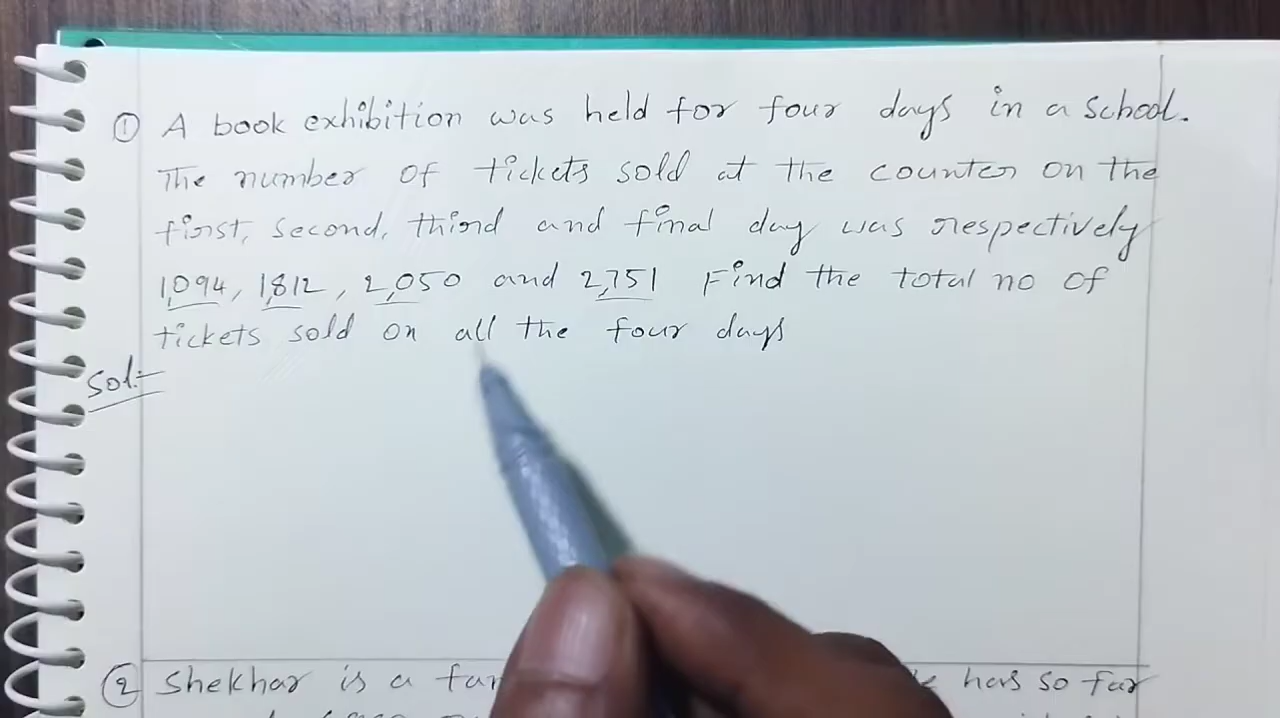 ① A book exhibition was held for four days in a school.
The number of tickets sold at the counter on the
first, second, third and final day was respectively
1,094, 1,812, 2,050 and 2,751 Find the total no of
tickets sold on all the four days
Sol:-
② Shekhar is a has so far